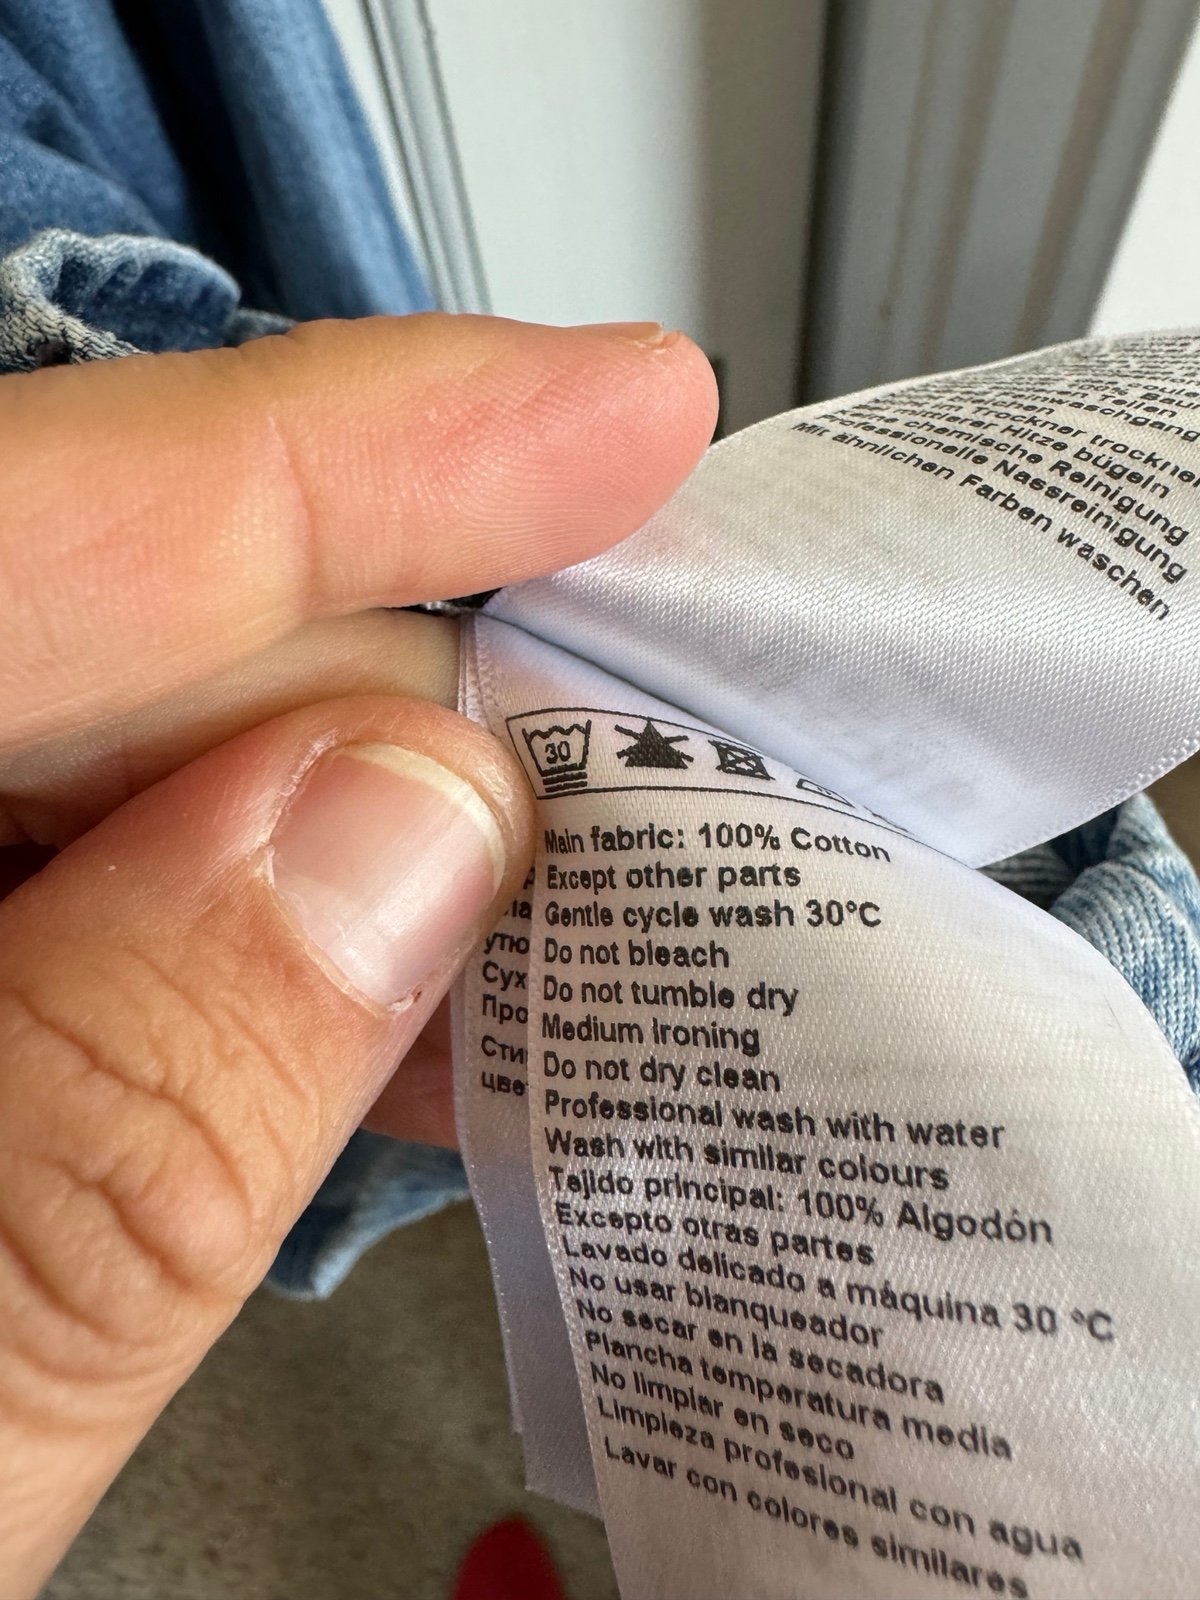 einwaschgang
Im Trockner trockne
mittlerer Hitze bügeln
chemische Reinigung
Professionelle Nassreinigung
Mit ähnlichen Farben waschen
30
Main fabric: 100% Cotton
Except other parts
Gentle cycle wash 30°C
Do not bleach
Do not tumble dry
Medium ironing
Do not dry clean
Professional wash with water
Wash with similar colours
Tejido principal: 100% Algodón
Excepto otras partes
Lavado delicado a máquina 30 °C
No usar blanqueador
No secar en la secadora
Plancha temperatura media
No limpiar en seco
Limpieza profesional con agua
Lavar con colores similares
утю
Сух
Про
Сти
цве